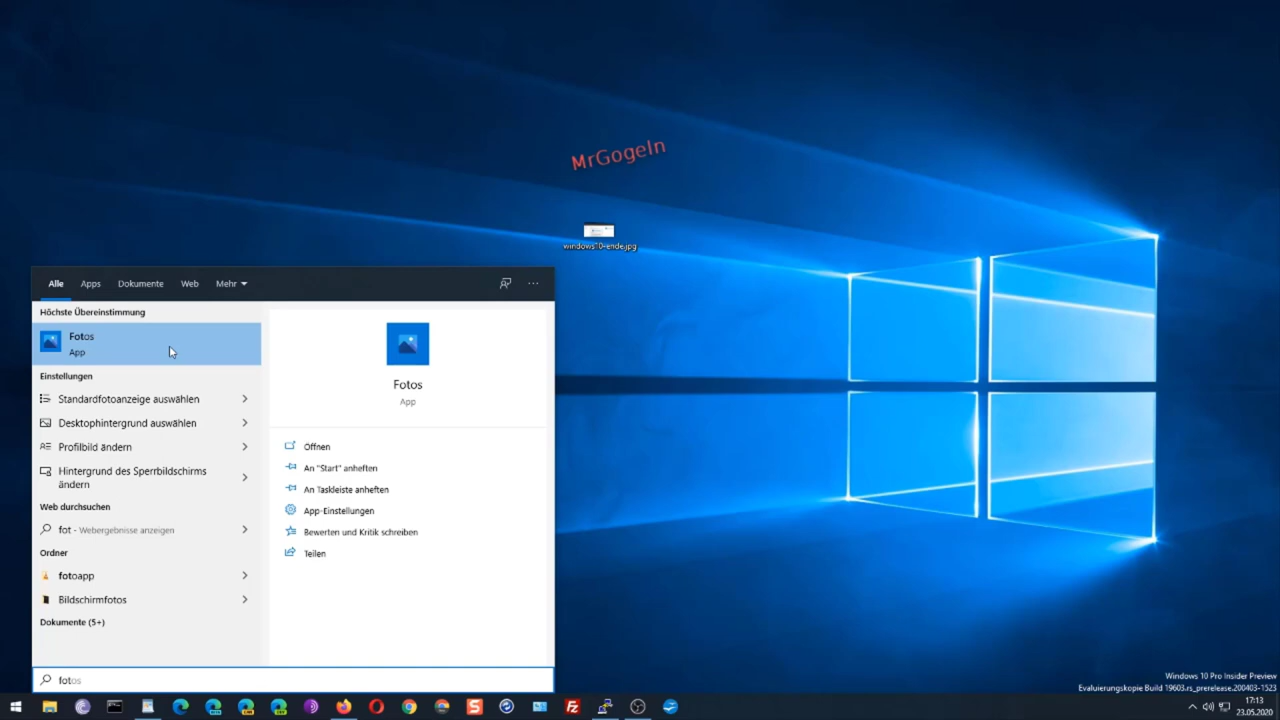 MrGogeln
windows10-ende.jpg
Alle Apps Dokumente Web Mehr
Höchste Übereinstimmung
Fotos
App
Einstellungen
Standardfotoanzeige auswählen
Desktophintergrund auswählen
Profilbild ändern
Hintergrund des Sperrbildschirms
ändern
Web durchsuchen
fot - Webergebnisse anzeigen
Ordner
fotoapp
Bildschirmfotos
Dokumente (5+)
Fotos
App
Öffnen
An "Start" anheften
An Taskleiste anheften
App-Einstellungen
Bewerten und Kritik schreiben
Teilen
fotos
Windows 10 Pro Insider Preview
Evaluierungskopie Build 19603.rs_prerelease.200403-1523
17:13
23.05.2020